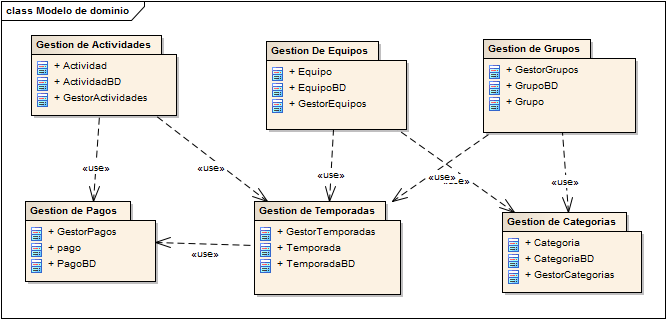 class Modelo de dominio
Gestion de Actividades
+ Actividad
+ ActividadBD
+ GestorActividades
Gestion De Equipos
+ Equipo
+ EquipoBD
+ GestorEquipos
Gestion de Grupos
+ GestorGrupos
+ GrupoBD
+ Grupo
«use»
«use»
«use»
«use»
«use»
Gestion de Pagos
+ GestorPagos
+ pago
+ PagoBD
«use»
Gestion de Temporadas
+ GestorTemporadas
+ Temporada
+ TemporadaBD
Gestion de Categorias
+ Categoria
+ CategoriaBD
+ GestorCategorias